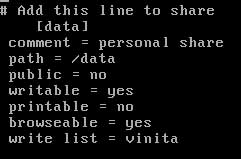 # Add this line to share
[data]
comment = personal share
path = /data
public = no
writable = yes
printable = no
browseable = yes
write list = vinita